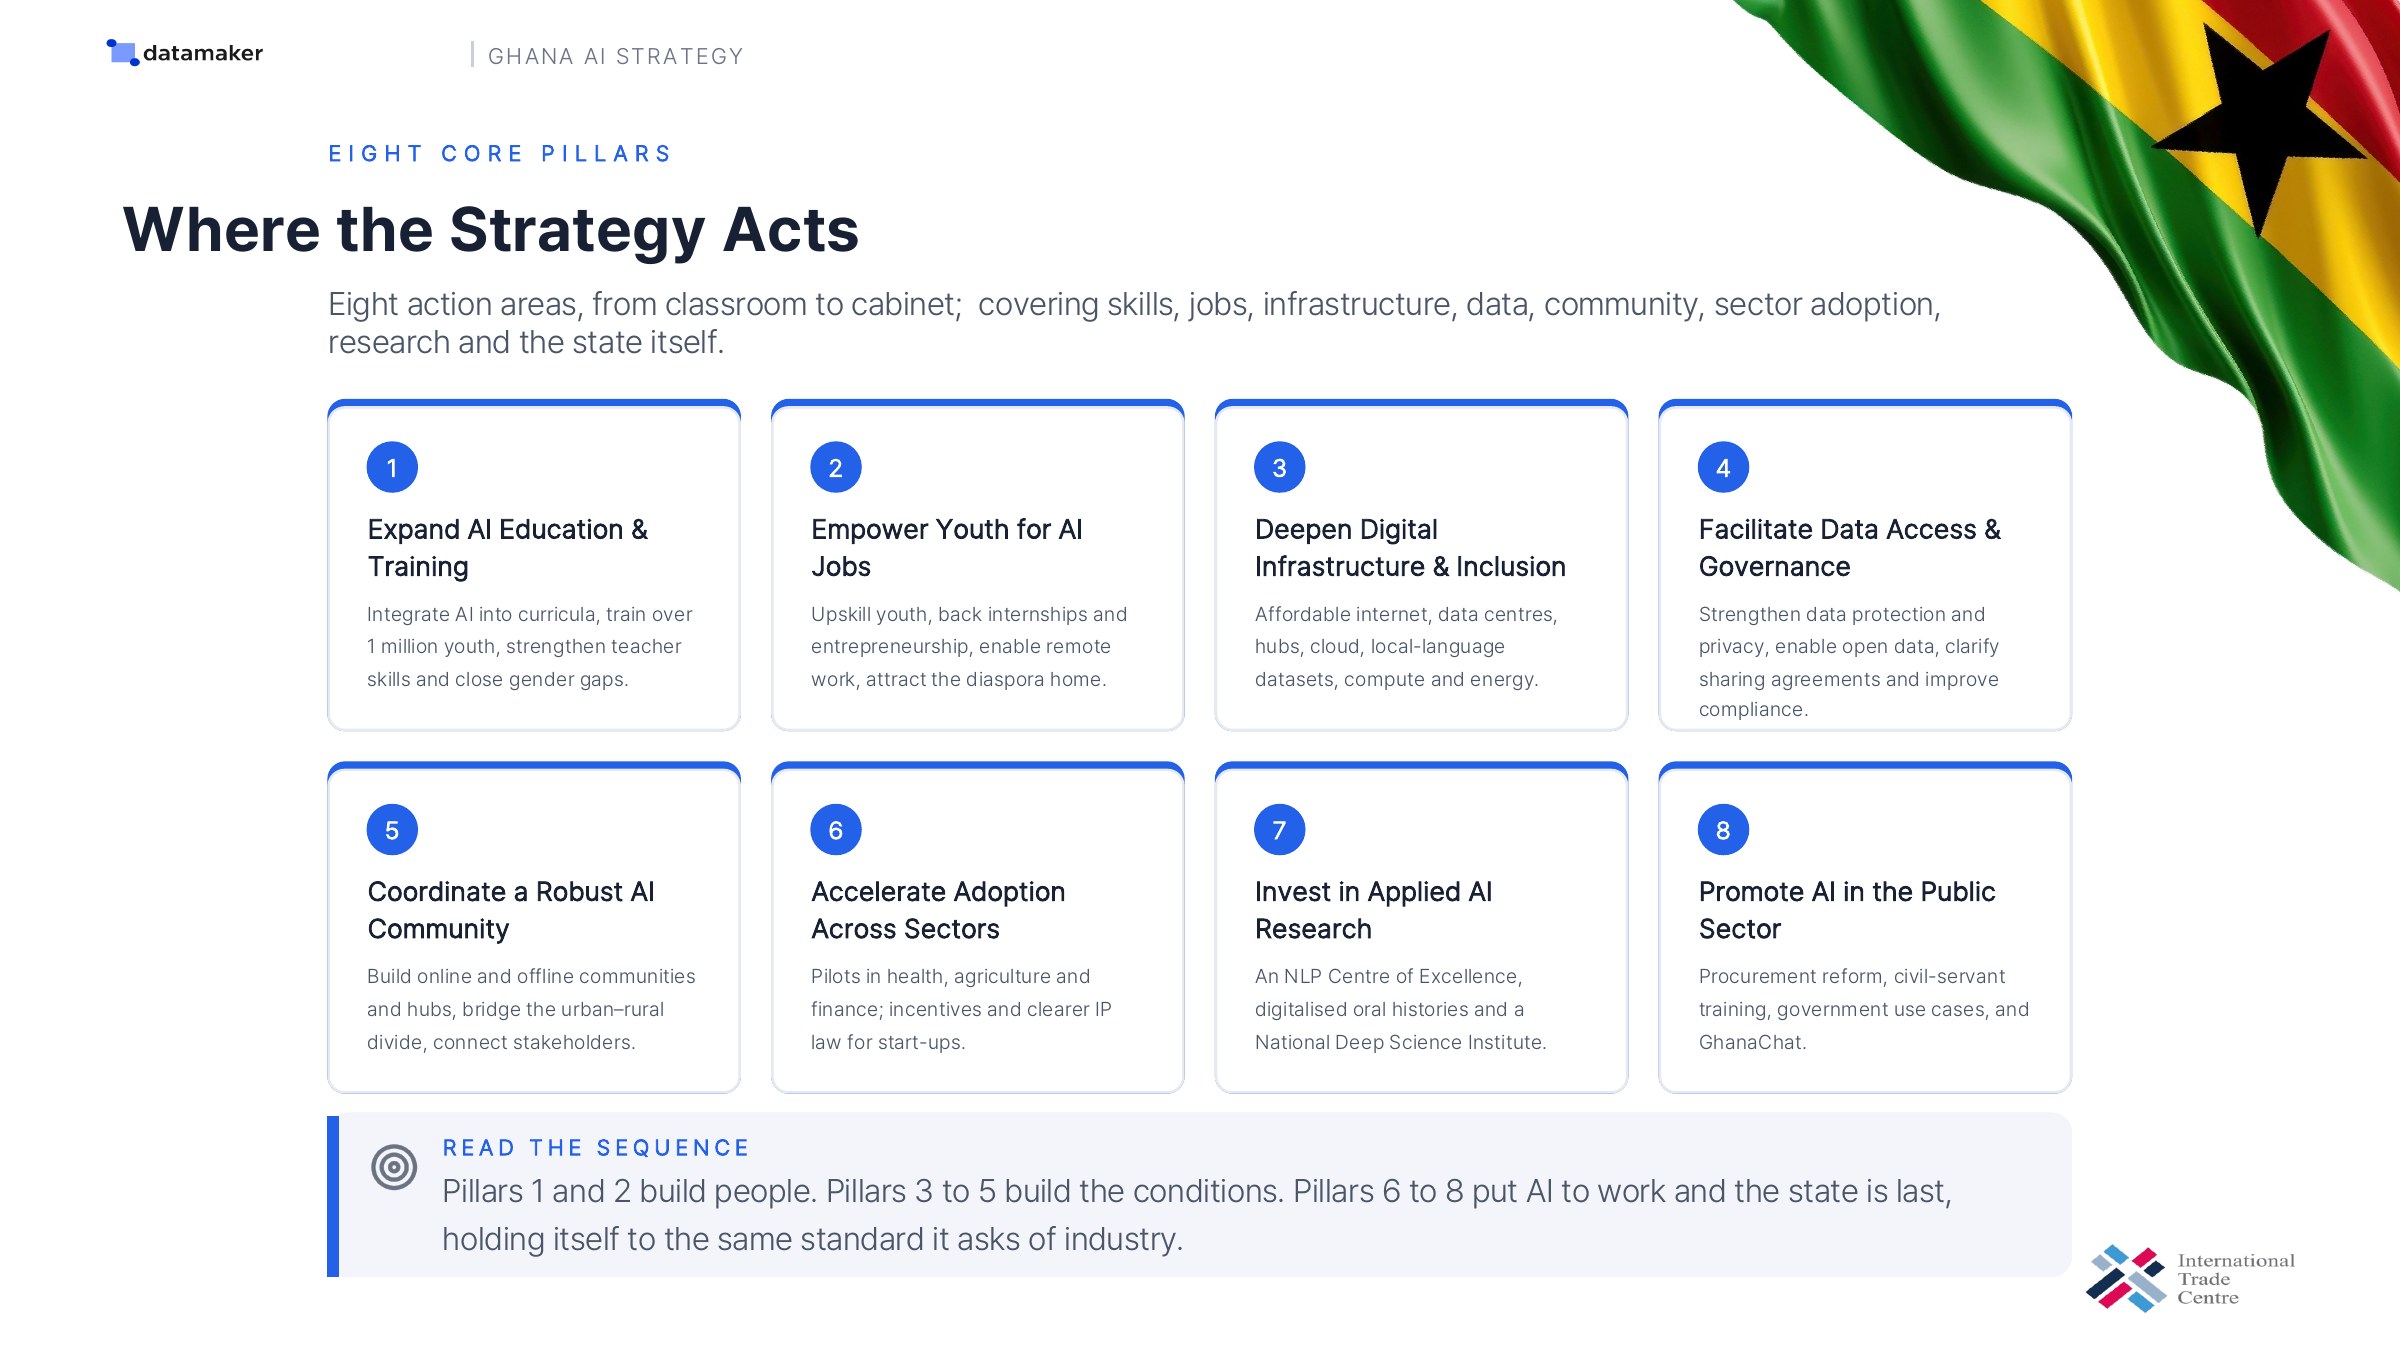 datamaker
GHANA AI STRATEGY
EIGHT CORE PILLARS
Where the Strategy Acts
Eight action areas, from classroom to cabinet;  covering skills, jobs, infrastructure, data, community, sector adoption,
research and the state itself.
1
Expand AI Education &
Training
Integrate AI into curricula, train over
1 million youth, strengthen teacher
skills and close gender gaps.
2
Empower Youth for AI
Jobs
Upskill youth, back internships and
entrepreneurship, enable remote
work, attract the diaspora home.
3
Deepen Digital
Infrastructure & Inclusion
Affordable internet, data centres,
hubs, cloud, local-language
datasets, compute and energy.
4
Facilitate Data Access &
Governance
Strengthen data protection and
privacy, enable open data, clarify
sharing agreements and improve
compliance.
5
Coordinate a Robust AI
Community
Build online and offline communities
and hubs, bridge the urban–rural
divide, connect stakeholders.
6
Accelerate Adoption
Across Sectors
Pilots in health, agriculture and
finance; incentives and clearer IP
law for start-ups.
7
Invest in Applied AI
Research
An NLP Centre of Excellence,
digitalised oral histories and a
National Deep Science Institute.
8
Promote AI in the Public
Sector
Procurement reform, civil-servant
training, government use cases, and
GhanaChat.
READ THE SEQUENCE
Pillars 1 and 2 build people. Pillars 3 to 5 build the conditions. Pillars 6 to 8 put AI to work and the state is last,
holding itself to the same standard it asks of industry.
International
Trade
Centre